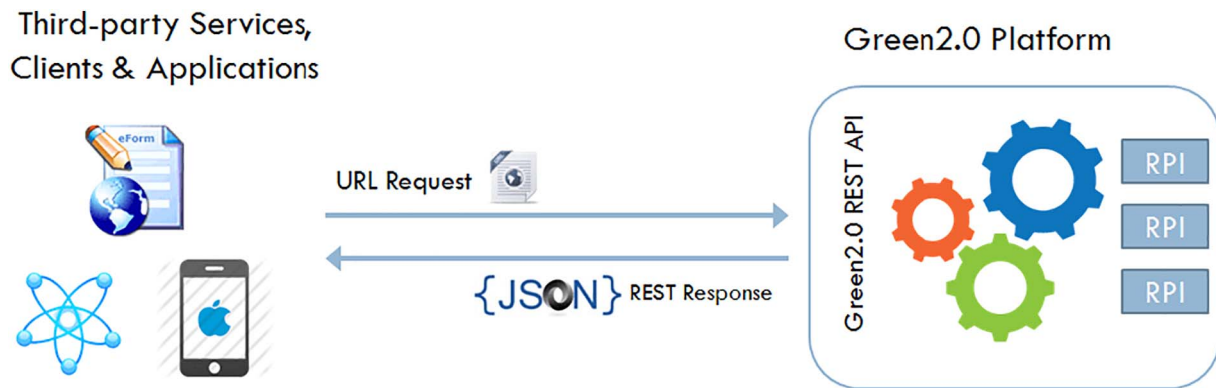 Third-party Services,
Clients & Applications
eForm
URL Request
{JSON} REST Response
Green2.0 Platform
Green2.0 REST API
RPI
RPI
RPI